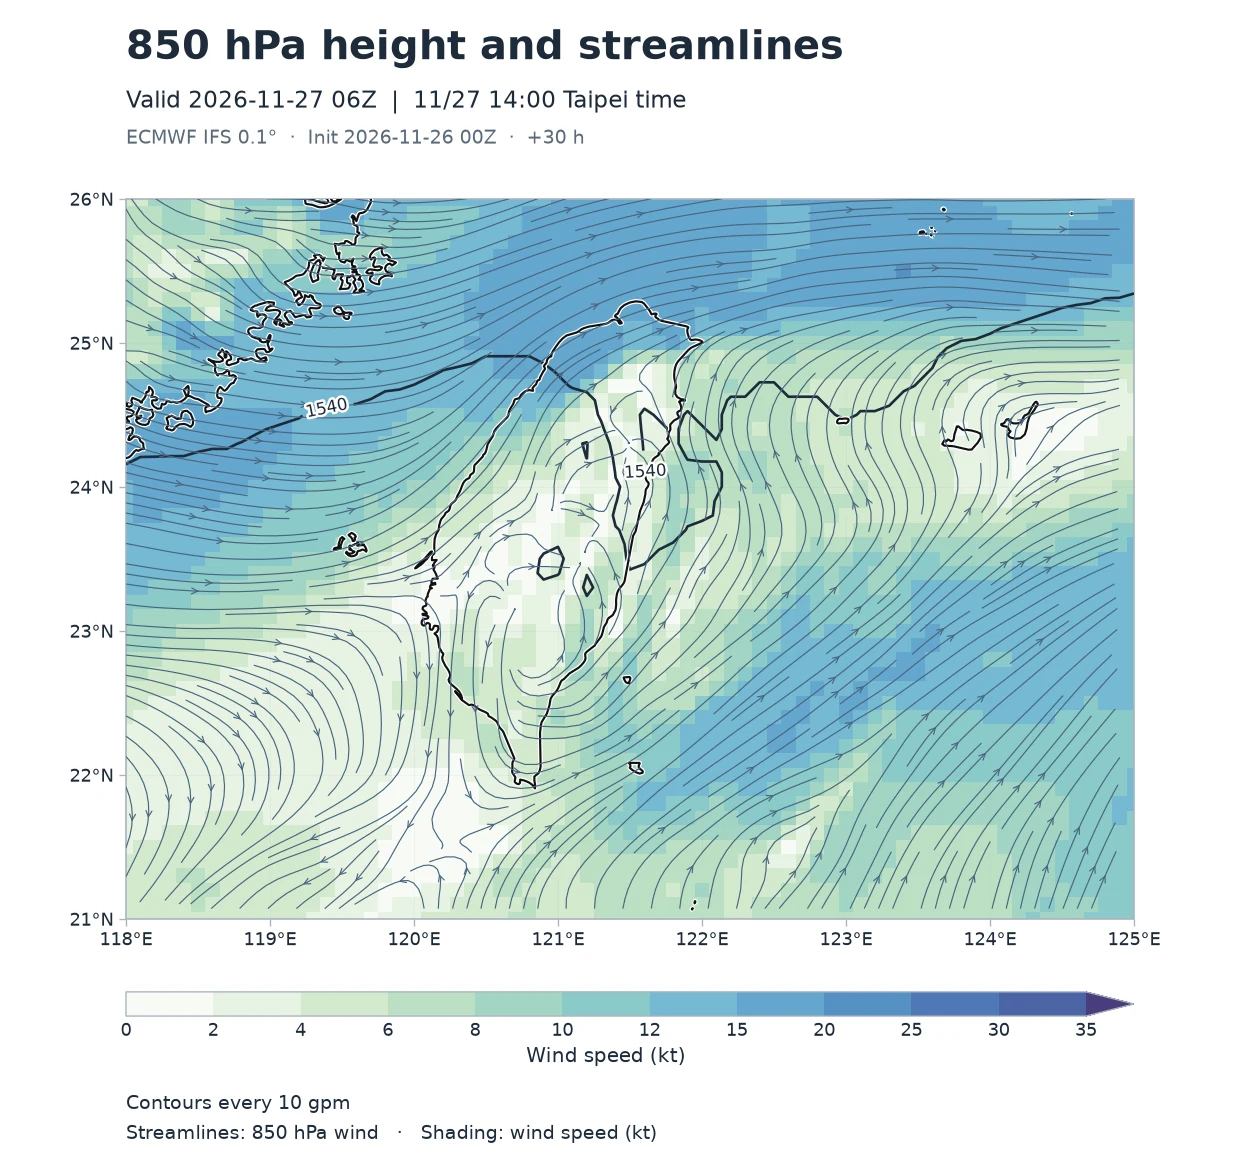 850 hPa height and streamlines
Valid 2026-11-27 06Z | 11/27 14:00 Taipei time
ECMWF IFS 0.1° · Init 2026-11-26 00Z · +30 h
26°N
25°N
24°N
23°N
22°N
21°N
1540
1540
118°E 119°E 120°E 121°E 122°E 123°E 124°E 125°E
0 2 4 6 8 10 12 15 20 25 30 35
Wind speed (kt)
Contours every 10 gpm
Streamlines: 850 hPa wind · Shading: wind speed (kt)